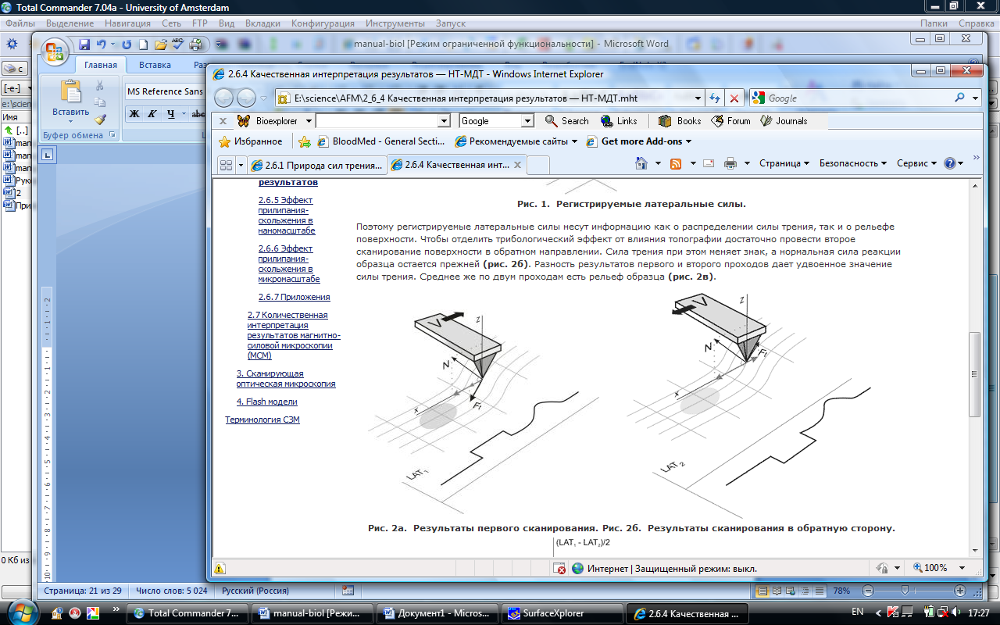 Total Commander 7.04a - University of Amsterdam
Файлы Выделение Навигация Сеть FTP Вид Вкладки Конфигурация Инструменты Запуск Папки Справка
manual-biol [Режим ограниченной функциональности] - Microsoft Word
Главная Вставка Раз
с
Вставить
Буфер обмена
MS Reference Sans
Ж К Ч abc
[-e-]
e:\scien
Имя
[..]
man
man
man
Руко
2
При
0 Кб из
2.6.4 Качественная интерпретация результатов — НТ-МДТ - Windows Internet Explorer
E:\science\AFM\2_6_4 Качественная интерпретация результатов — НТ-МДТ.mht
Google
x Bioexplorer Google Search Links Books Forum Journals
Избранное BloodMed - General Secti... Рекомендуемые сайты Get more Add-ons
2.6.1 Природа сил трения... 2.6.4 Качественная инт... x
Страница Безопасность Сервис
результатов
2.6.5 Эффект
прилипания-
скольжения в
наномасштабе
2.6.6 Эффект
прилипания-
скольжения в
микромасштабе
2.6.7 Приложения
2.7 Количественная
интерпретация
результатов магнитно-
силовой микроскопии
(МСМ)
3. Сканирующая
оптическая микроскопия
4. Flash модели
Терминология СЗМ
Рис. 1. Регистрируемые латеральные силы.
Поэтому регистрируемые латеральные силы несут информацию как о распределении силы трения, так и о рельефе
поверхности. Чтобы отделить трибологический эффект от влияния топографии достаточно провести второе
сканирование поверхности в обратном направлении. Сила трения при этом меняет знак, а нормальная сила реакции
образца остается прежней (рис. 2б). Разность результатов первого и второго проходов дает удвоенное значение
силы трения. Среднее же по двум проходам есть рельеф образца (рис. 2в).
V Z N x Ff
LAT1
V Z N x Ff
LAT2
Рис. 2а. Результаты первого сканирования. Рис. 2б. Результаты сканирования в обратную сторону.
(LAT1 - LAT2)/2
Интернет | Защищенный режим: выкл.
100%
Страница: 21 из 29 Число слов: 5 024 Русский (Россия) 78%
Total Commander 7... manual-biol [Режи... Документ1 - Micros... SurfaceXplorer 2.6.4 Качественная ... EN 17:27